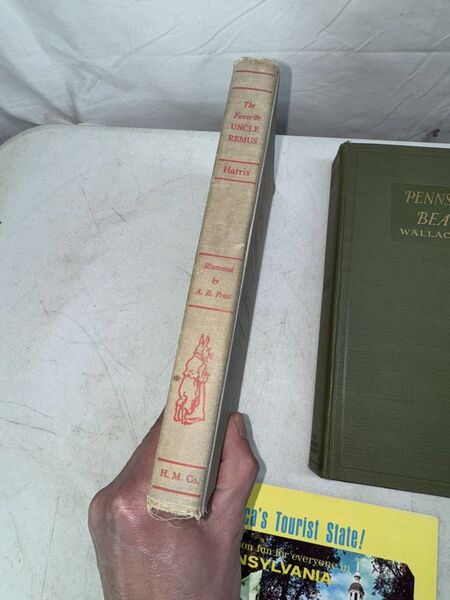 The
Favorite
UNCLE
REMUS
Harris
Illustrated
by
A. B. Frost
H. M. Co.
PENNS
BEA
WALLAC
ca's Tourist State!
on fun for everyone in
NSYLVANIA